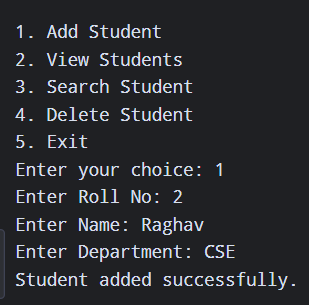 1. Add Student
2. View Students
3. Search Student
4. Delete Student
5. Exit
Enter your choice: 1
Enter Roll No: 2
Enter Name: Raghav
Enter Department: CSE
Student added successfully.